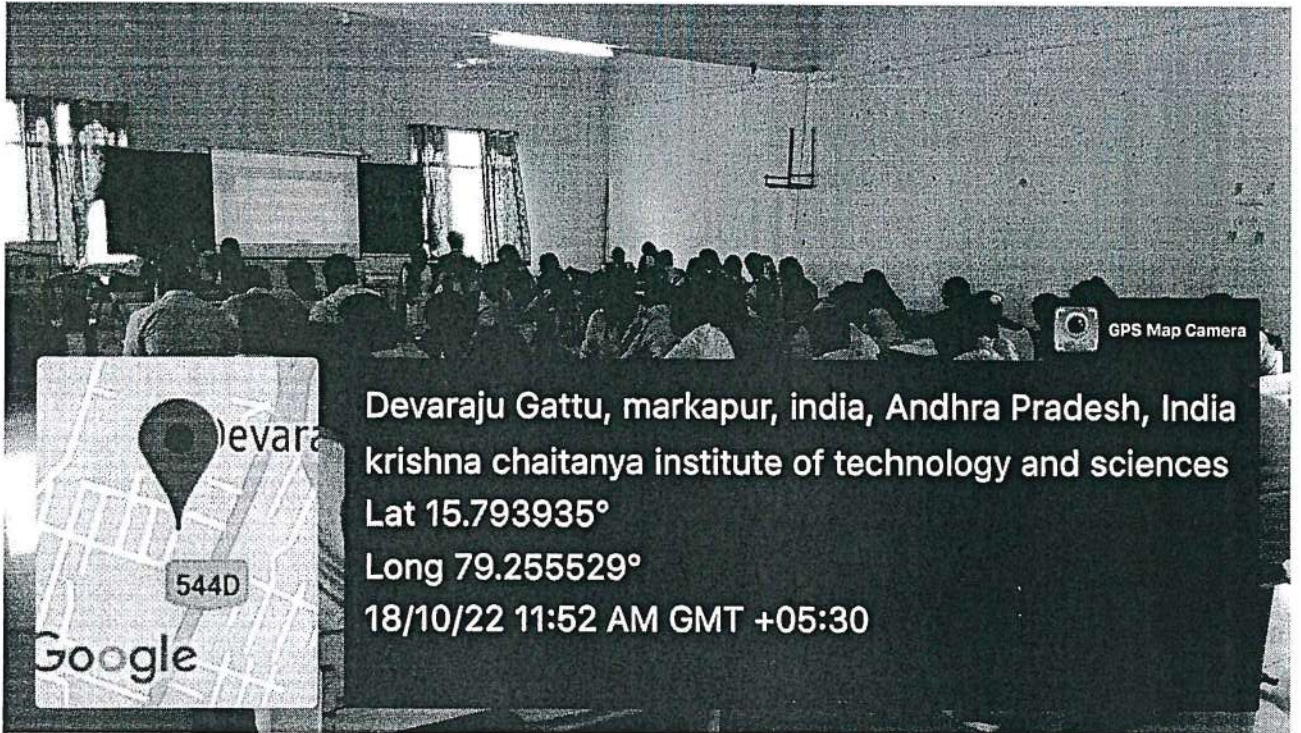 GPS Map Camera
Devaraju Gattu, markapur, india, Andhra Pradesh, India
krishna chaitanya institute of technology and sciences
Lat 15.793935°
Long 79.255529°
18/10/22 11:52 AM GMT +05:30
Devara
544D
Google